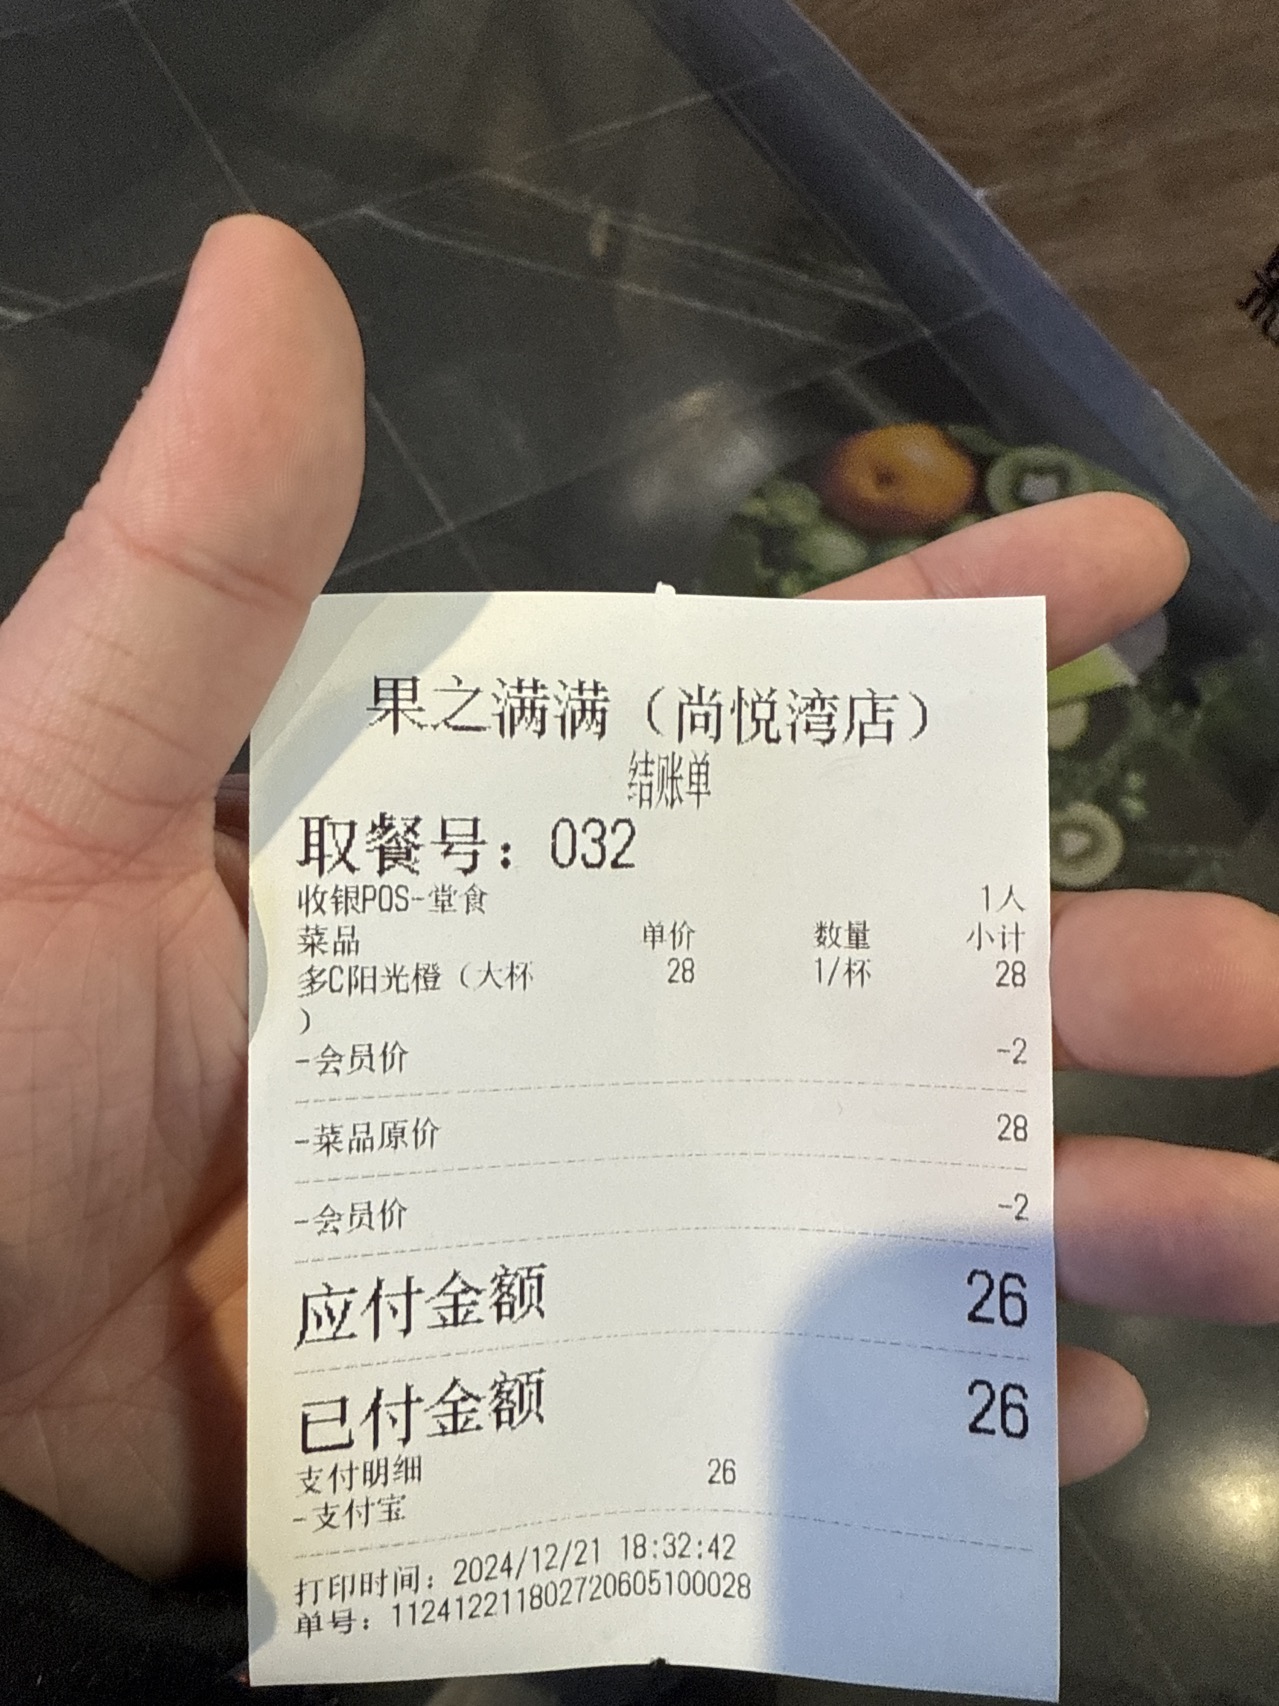 果之满满（尚悦湾店）
结账单
取餐号：032
收银POS-堂食 1人
菜品 单价 数量 小计
多C阳光橙（大杯 28 1/杯 28
）
-会员价 -2
-菜品原价 28
-会员价 -2
应付金额 26
已付金额 26
支付明细 26
-支付宝
打印时间：2024/12/21 18:32:42
单号：11241221180272060510028